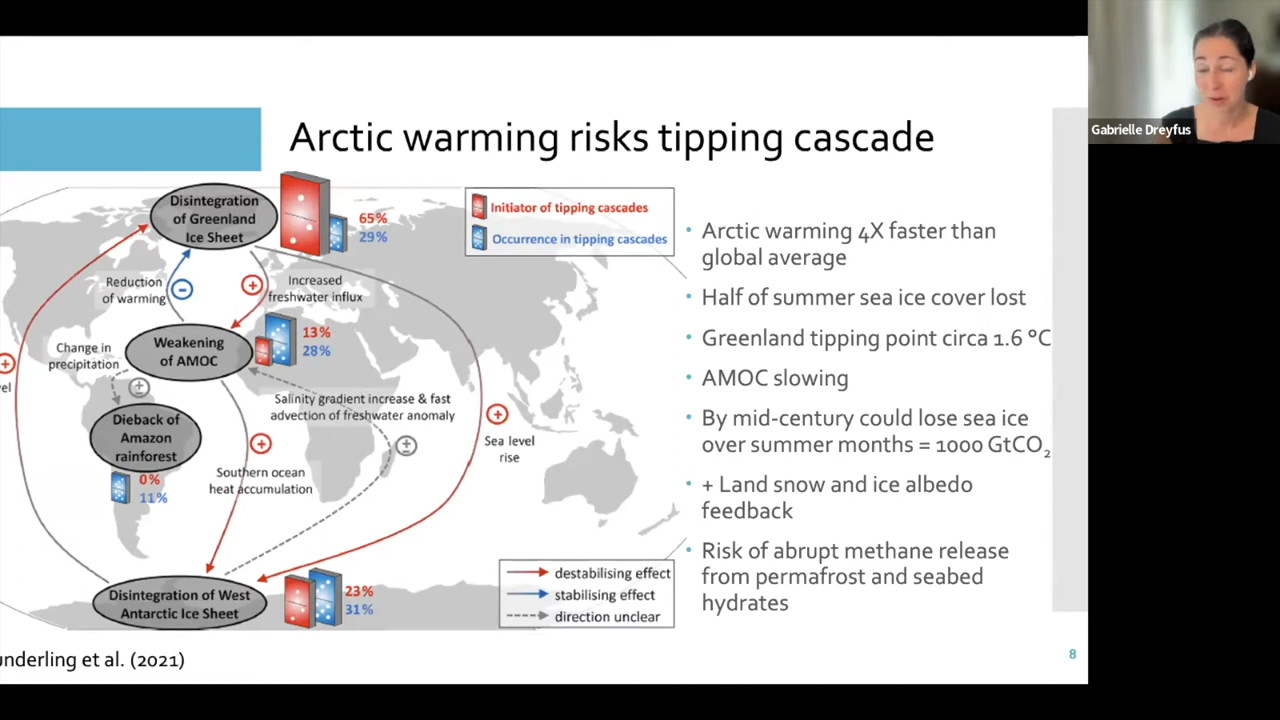 Gabrielle Dreyfus
Arctic warming risks tipping cascade
Disintegration
of Greenland
Ice Sheet
65%
29%
Initiator of tipping cascades
Occurrence in tipping cascades
Reduction
of warming
Increased
freshwater influx
Weakening
of AMOC
13%
28%
Change in
precipitation
Salinity gradient increase & fast
advection of freshwater anomaly
Dieback of
Amazon
rainforest
0%
11%
Southern ocean
heat accumulation
Sea level
rise
Disintegration of West
Antarctic Ice Sheet
23%
31%
destabilising effect
stabilising effect
direction unclear
• Arctic warming 4X faster than
global average
• Half of summer sea ice cover lost
• Greenland tipping point circa 1.6 °C
• AMOC slowing
• By mid-century could lose sea ice
over summer months = 1000 GtCO₂
• + Land snow and ice albedo
feedback
• Risk of abrupt methane release
from permafrost and seabed
hydrates
et al. (2021)
8